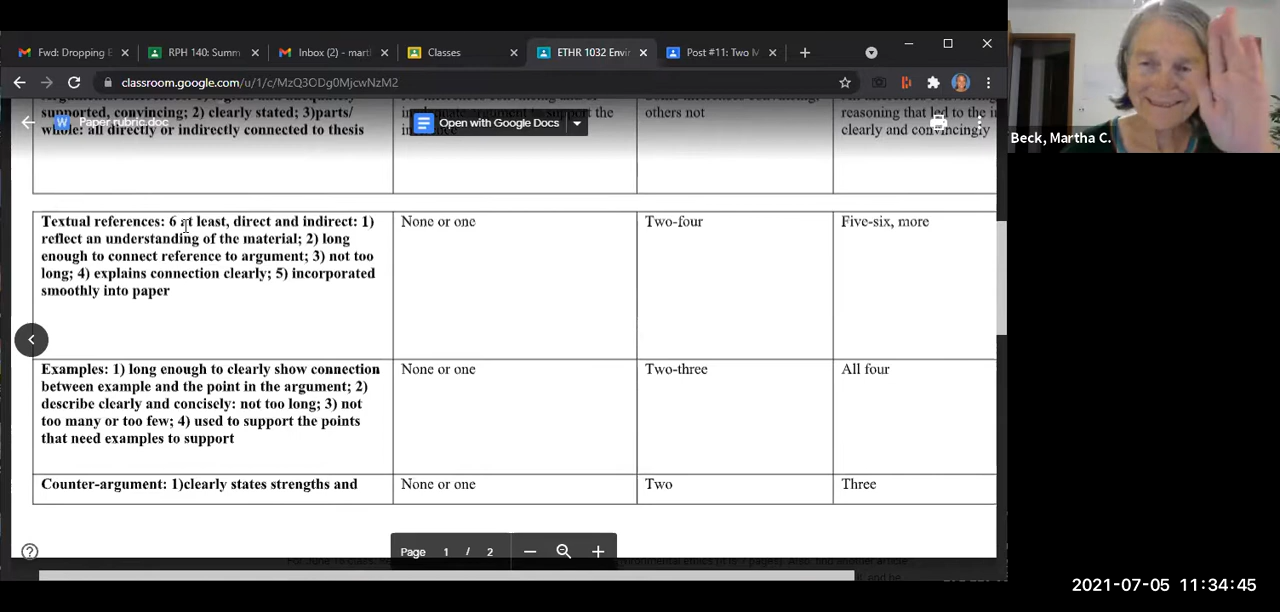 Fwd: Dropping E
RPH 140: Summ
Inbox (2) - mart
Classes
ETHR 1032 Envir
Post #11: Two M
classroom.google.com/u/1/c/MzQ3ODg0MjcwNzM2
Paper rubric.doc
Open with Google Docs
supported, convincing; 2) clearly stated; 3)parts/
whole: all directly or indirectly connected to thesis
the
others not
reasoning that led to the
clearly and convincingly
Beck, Martha C.
Textual references: 6 at least, direct and indirect: 1)
reflect an understanding of the material; 2) long
enough to connect reference to argument; 3) not too
long; 4) explains connection clearly; 5) incorporated
smoothly into paper
None or one
Two-four
Five-six, more
Examples: 1) long enough to clearly show connection
between example and the point in the argument; 2)
describe clearly and concisely: not too long; 3) not
too many or too few; 4) used to support the points
that need examples to support
None or one
Two-three
All four
Counter-argument: 1)clearly states strengths and
None or one
Two
Three
Page 1 / 2
2021-07-05 11:34:45